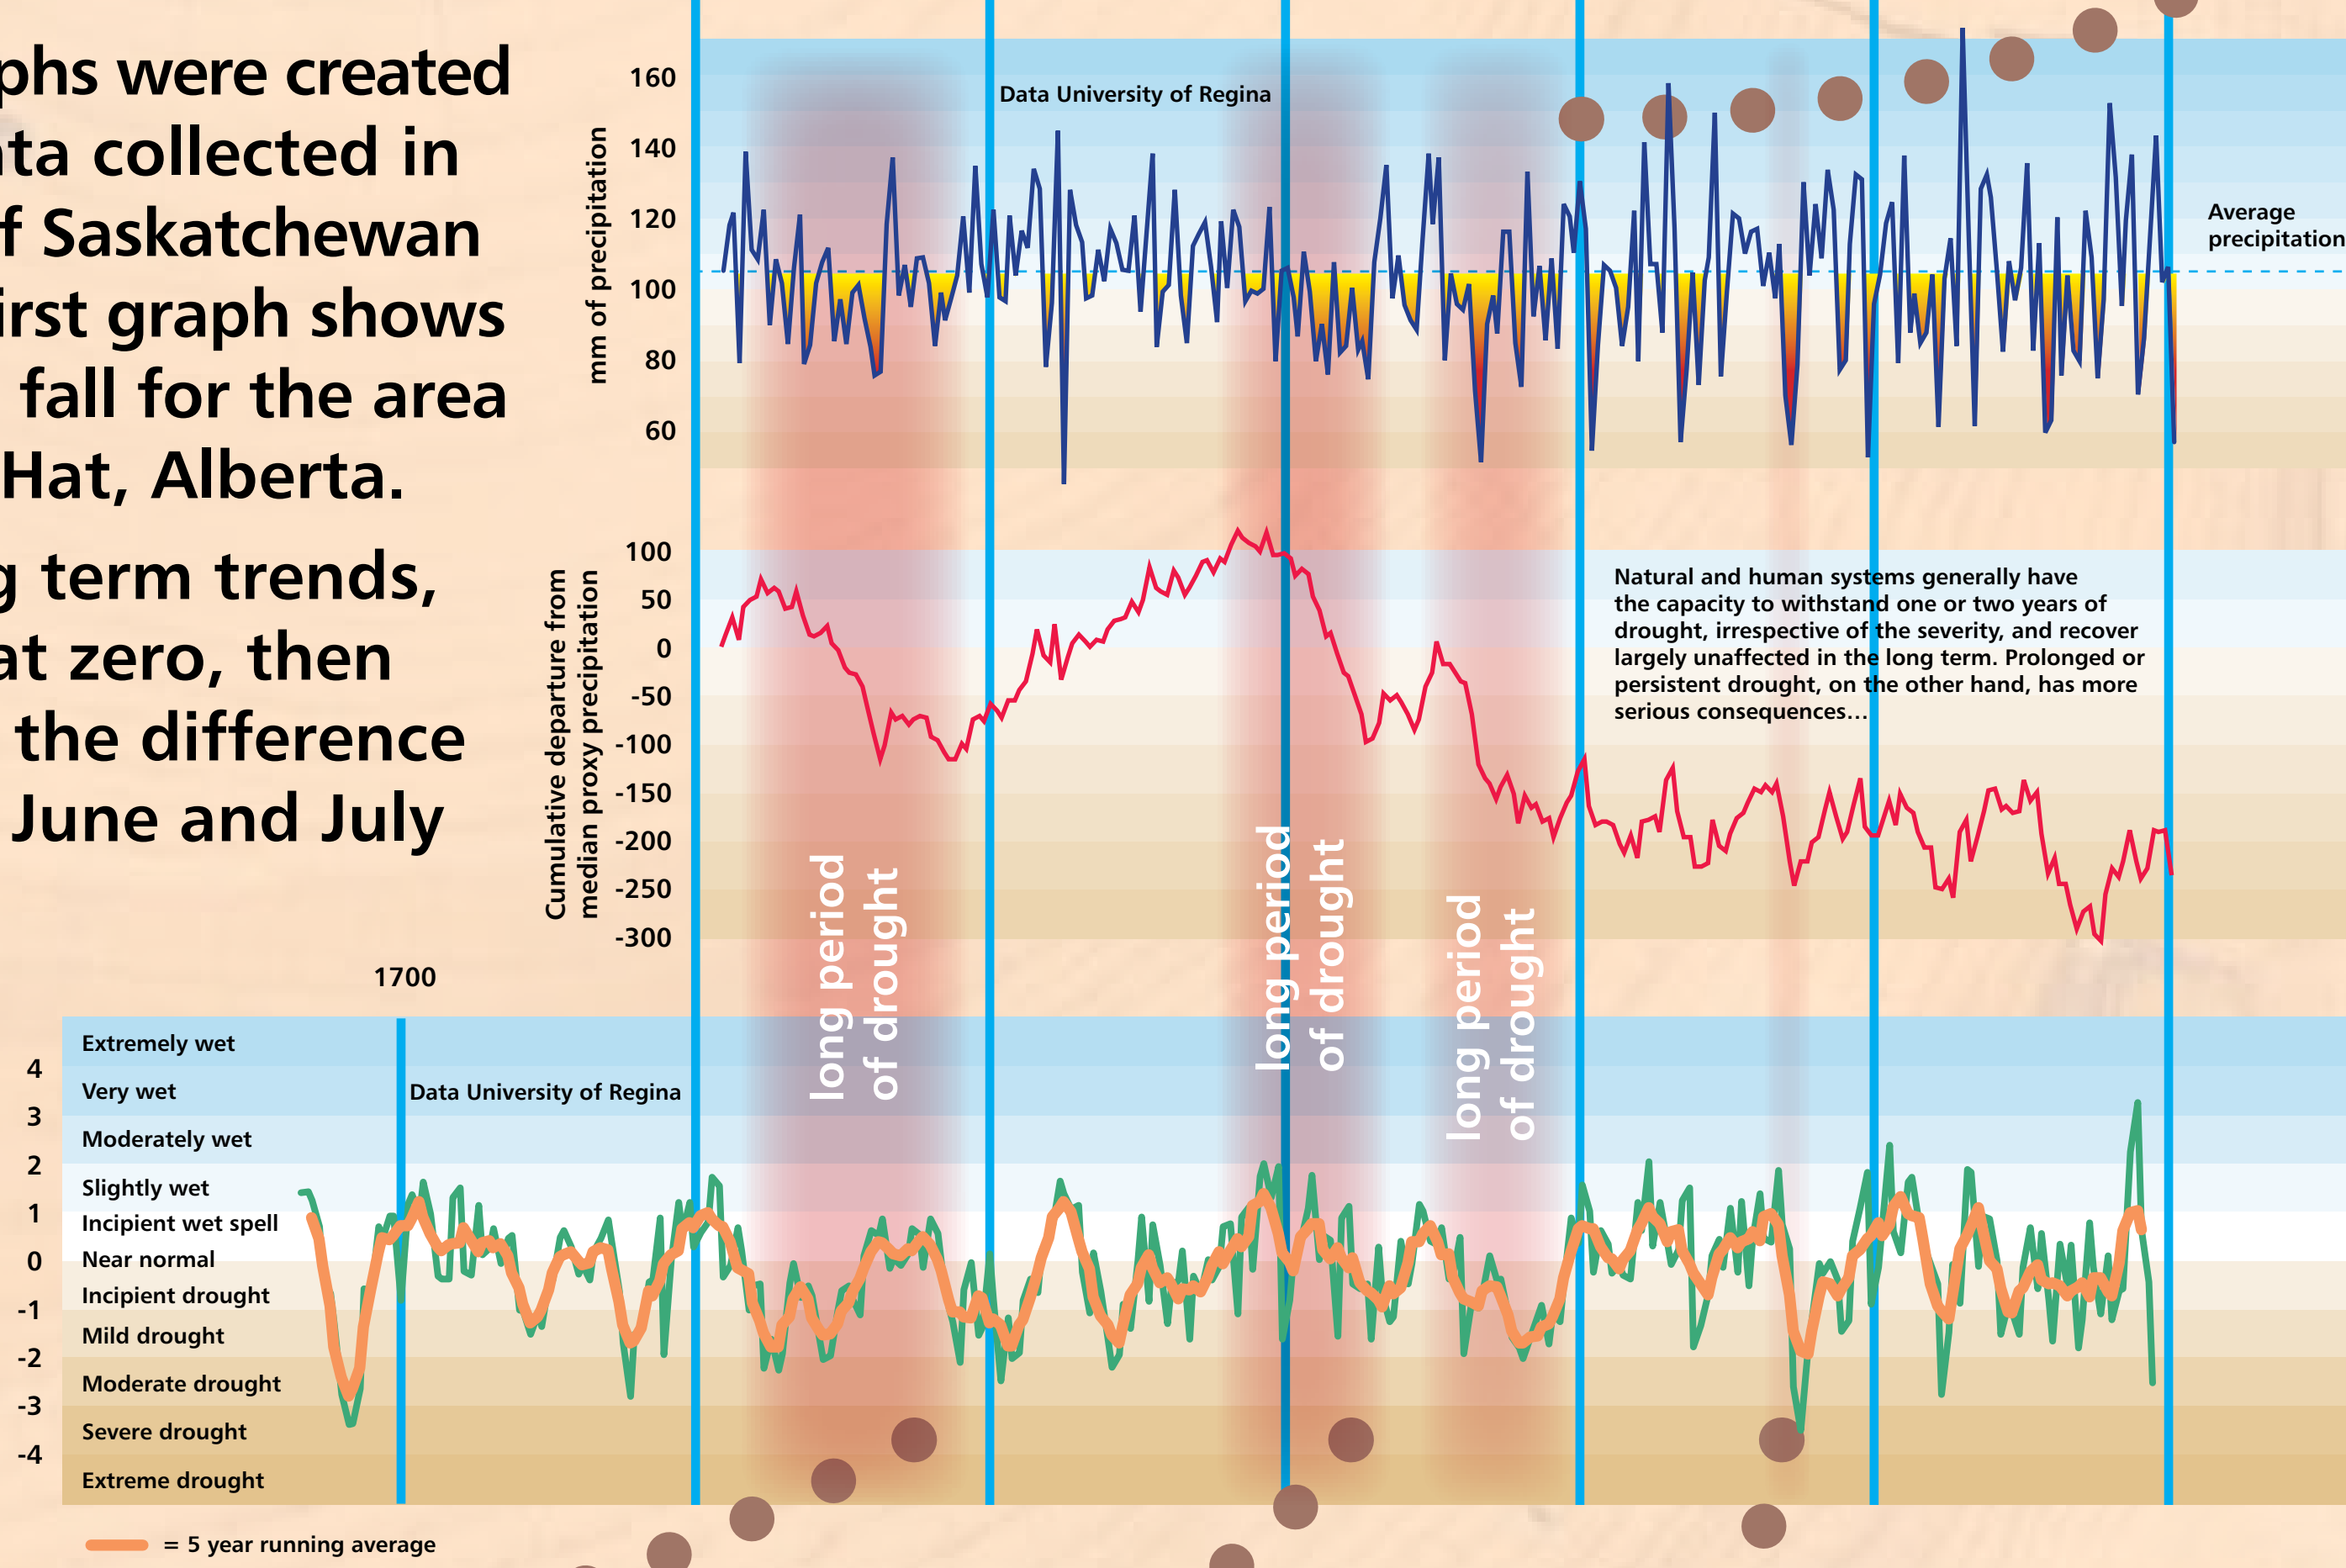 phs were created
ta collected in
f Saskatchewan
irst graph shows
fall for the area
Hat, Alberta.
g term trends,
at zero, then
the difference
June and July
mm of precipitation
160
140
120
100
80
60
Data University of Regina
Average
precipitation
Cumulative departure from
median proxy precipitation
100
50
0
-50
-100
-150
-200
-250
-300
Natural and human systems generally have
the capacity to withstand one or two years of
drought, irrespective of the severity, and recover
largely unaffected in the long term. Prolonged or
persistent drought, on the other hand, has more
serious consequences…
long period
of drought
long period
of drought
long period
of drought
1700
4
3
2
1
0
-1
-2
-3
-4
Extremely wet
Very wet
Moderately wet
Slightly wet
Incipient wet spell
Near normal
Incipient drought
Mild drought
Moderate drought
Severe drought
Extreme drought
Data University of Regina
= 5 year running average